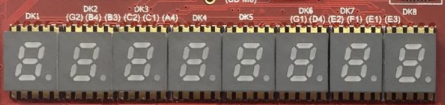 DK1 DK2 DK3 DK4 DK5 DK6 DK7 DK8
(G2) (B4) (B3) (C2) (C1) (A4) (G1) (D4) (E2) (F1) (E1) (E3)